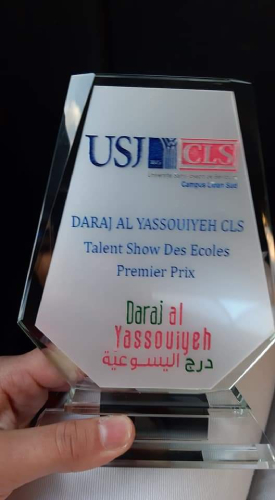 USJ CLS
Campus Liban Sud
DARAJ AL YASSOUIYEH CLS
Talent Show Des Ecoles
Premier Prix
Daraj al
Yassouiyeh
درج اليسوعية